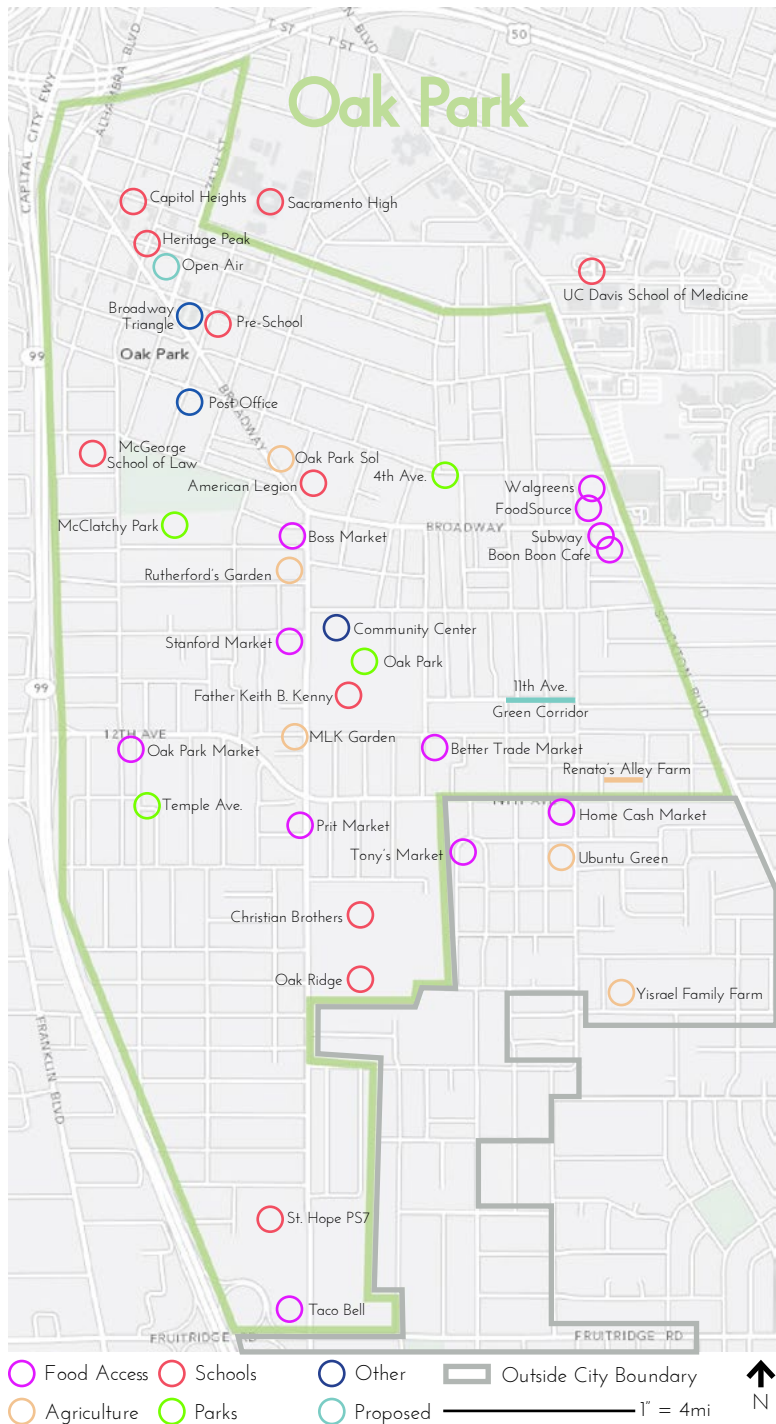 T ST
T ST
50
ALHAMBRA BLVD
CAPITAL CITY FWY
Oak Park
34TH ST
Capitol Heights
Sacramento High
Heritage Peak
Open Air
UC Davis School of Medicine
Broadway
Triangle
Pre-School
Oak Park
99
BROADWAY
Post Office
McGeorge
School of Law
Oak Park Sol
4th Ave.
American Legion
Walgreens
FoodSource
McClatchy Park
BROADWAY
Boss Market
Subway
Boon Boon Cafe
Rutherford's Garden
STOCKTON BLVD
Community Center
Stanford Market
Oak Park
99
11th Ave.
Father Keith B. Kenny
Green Corridor
12TH AVE
MLK Garden
Oak Park Market
Better Trade Market
Renato's Alley Farm
Temple Ave.
Home Cash Market
Prit Market
Tony's Market
Ubuntu Green
Christian Brothers
Oak Ridge
Yisrael Family Farm
FRANKLIN BLVD
St. Hope PS7
Taco Bell
FRUITRIDGE RD
FRUITRIDGE RD
Food Access
Schools
Other
Outside City Boundary
Agriculture
Parks
Proposed
1" = 4mi
N